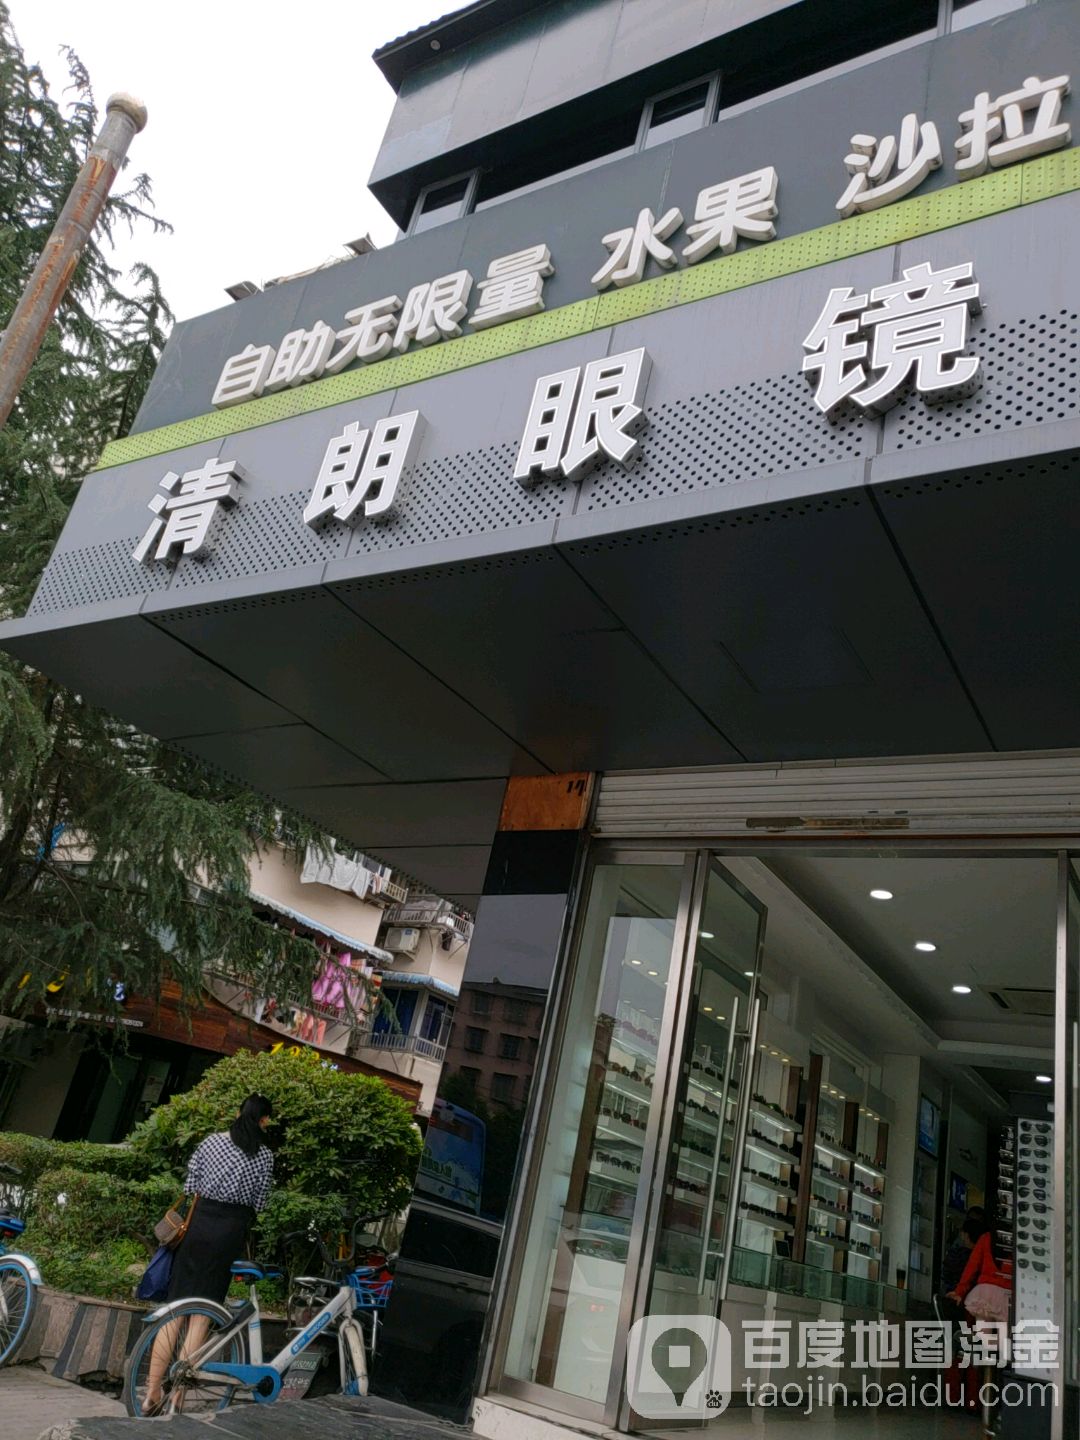 自助无限量 水果 沙拉
清朗眼镜
17
百度地图淘金
taojin.baidu.com